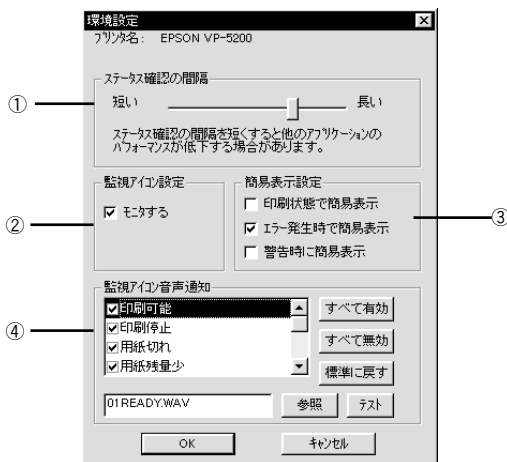 環境設定
プリンタ名: EPSON VP-5200
ステータス確認の間隔
短い 長い
①
ステータス確認の間隔を短くすると他のアプリケーションの
パフォーマンスが低下する場合があります。
監視アイコン設定
② モニタする
簡易表示設定
印刷状態で簡易表示
③
エラー発生時で簡易表示
警告時に簡易表示
監視アイコン音声通知
④
印刷可能
印刷停止
用紙切れ
用紙残量少
すべて有効
すべて無効
標準に戻す
01READY.WAV 参照 テスト
OK キャンセル